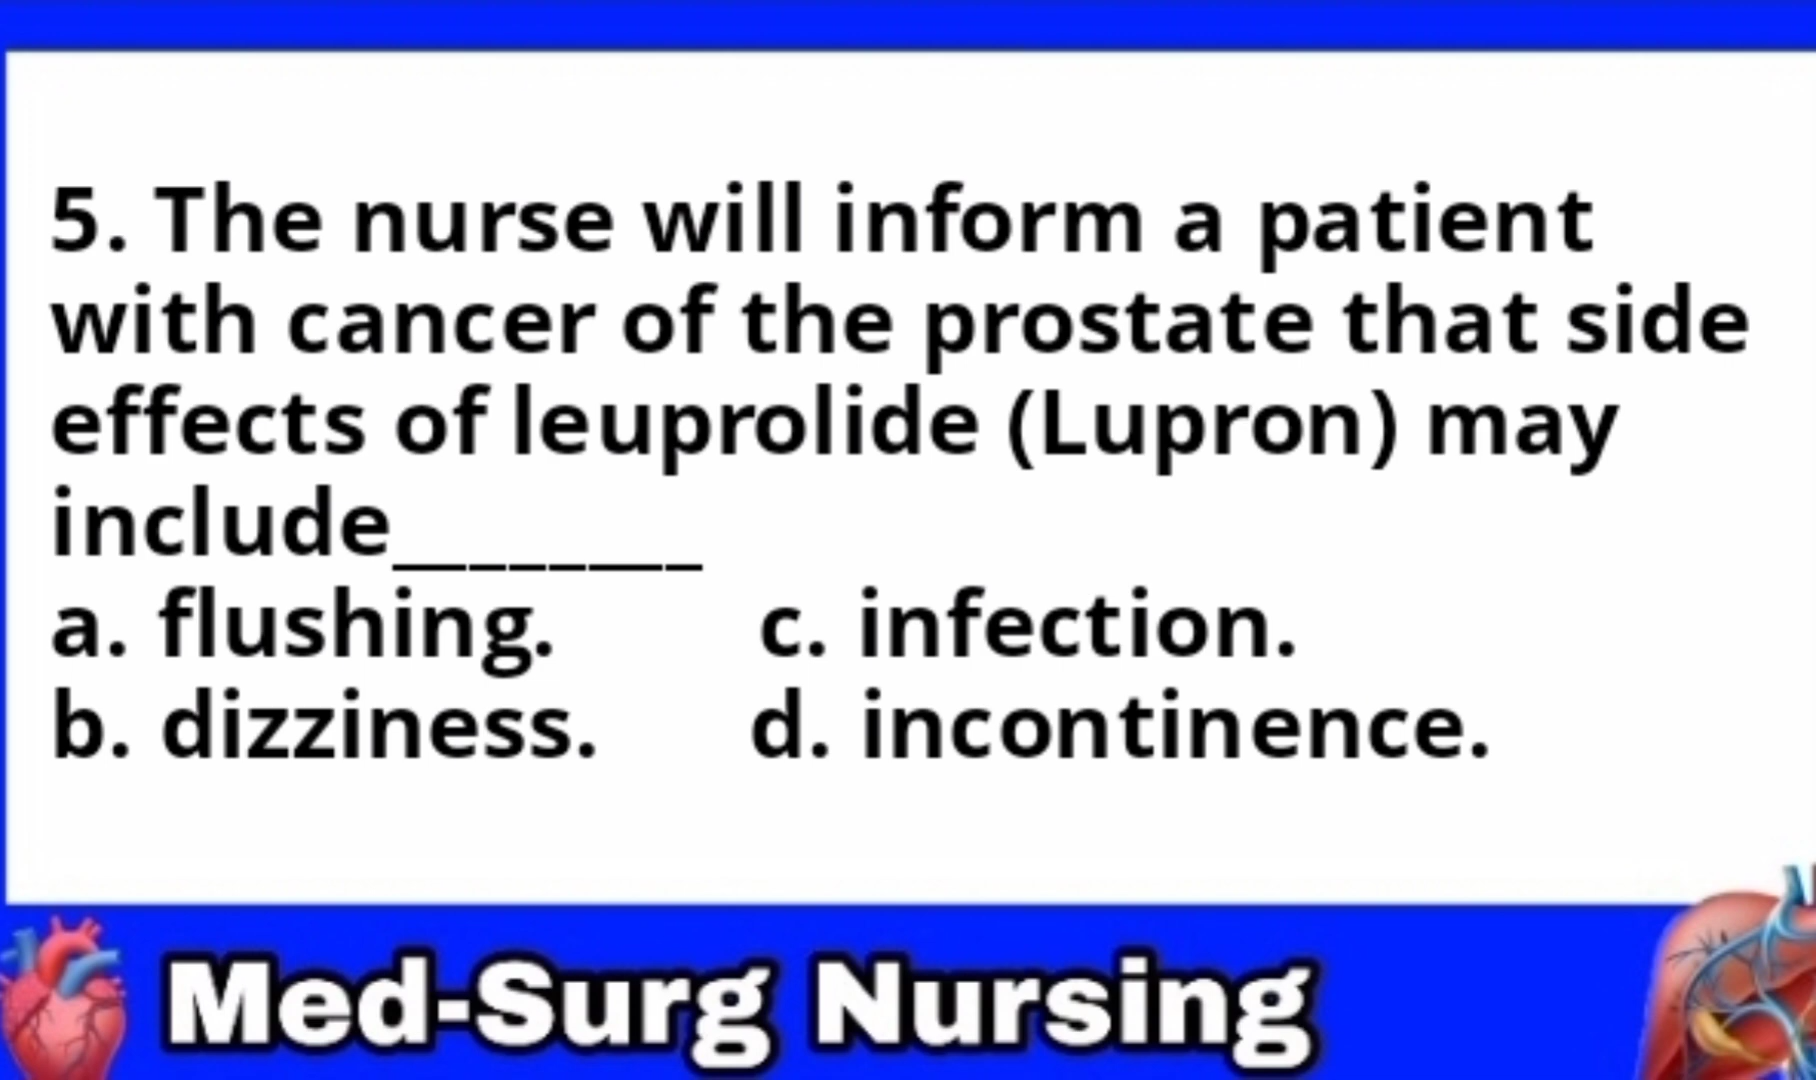 5. The nurse will inform a patient
with cancer of the prostate that side
effects of leuprolide (Lupron) may
include________
a. flushing. c. infection.
b. dizziness. d. incontinence.
Med-Surg Nursing